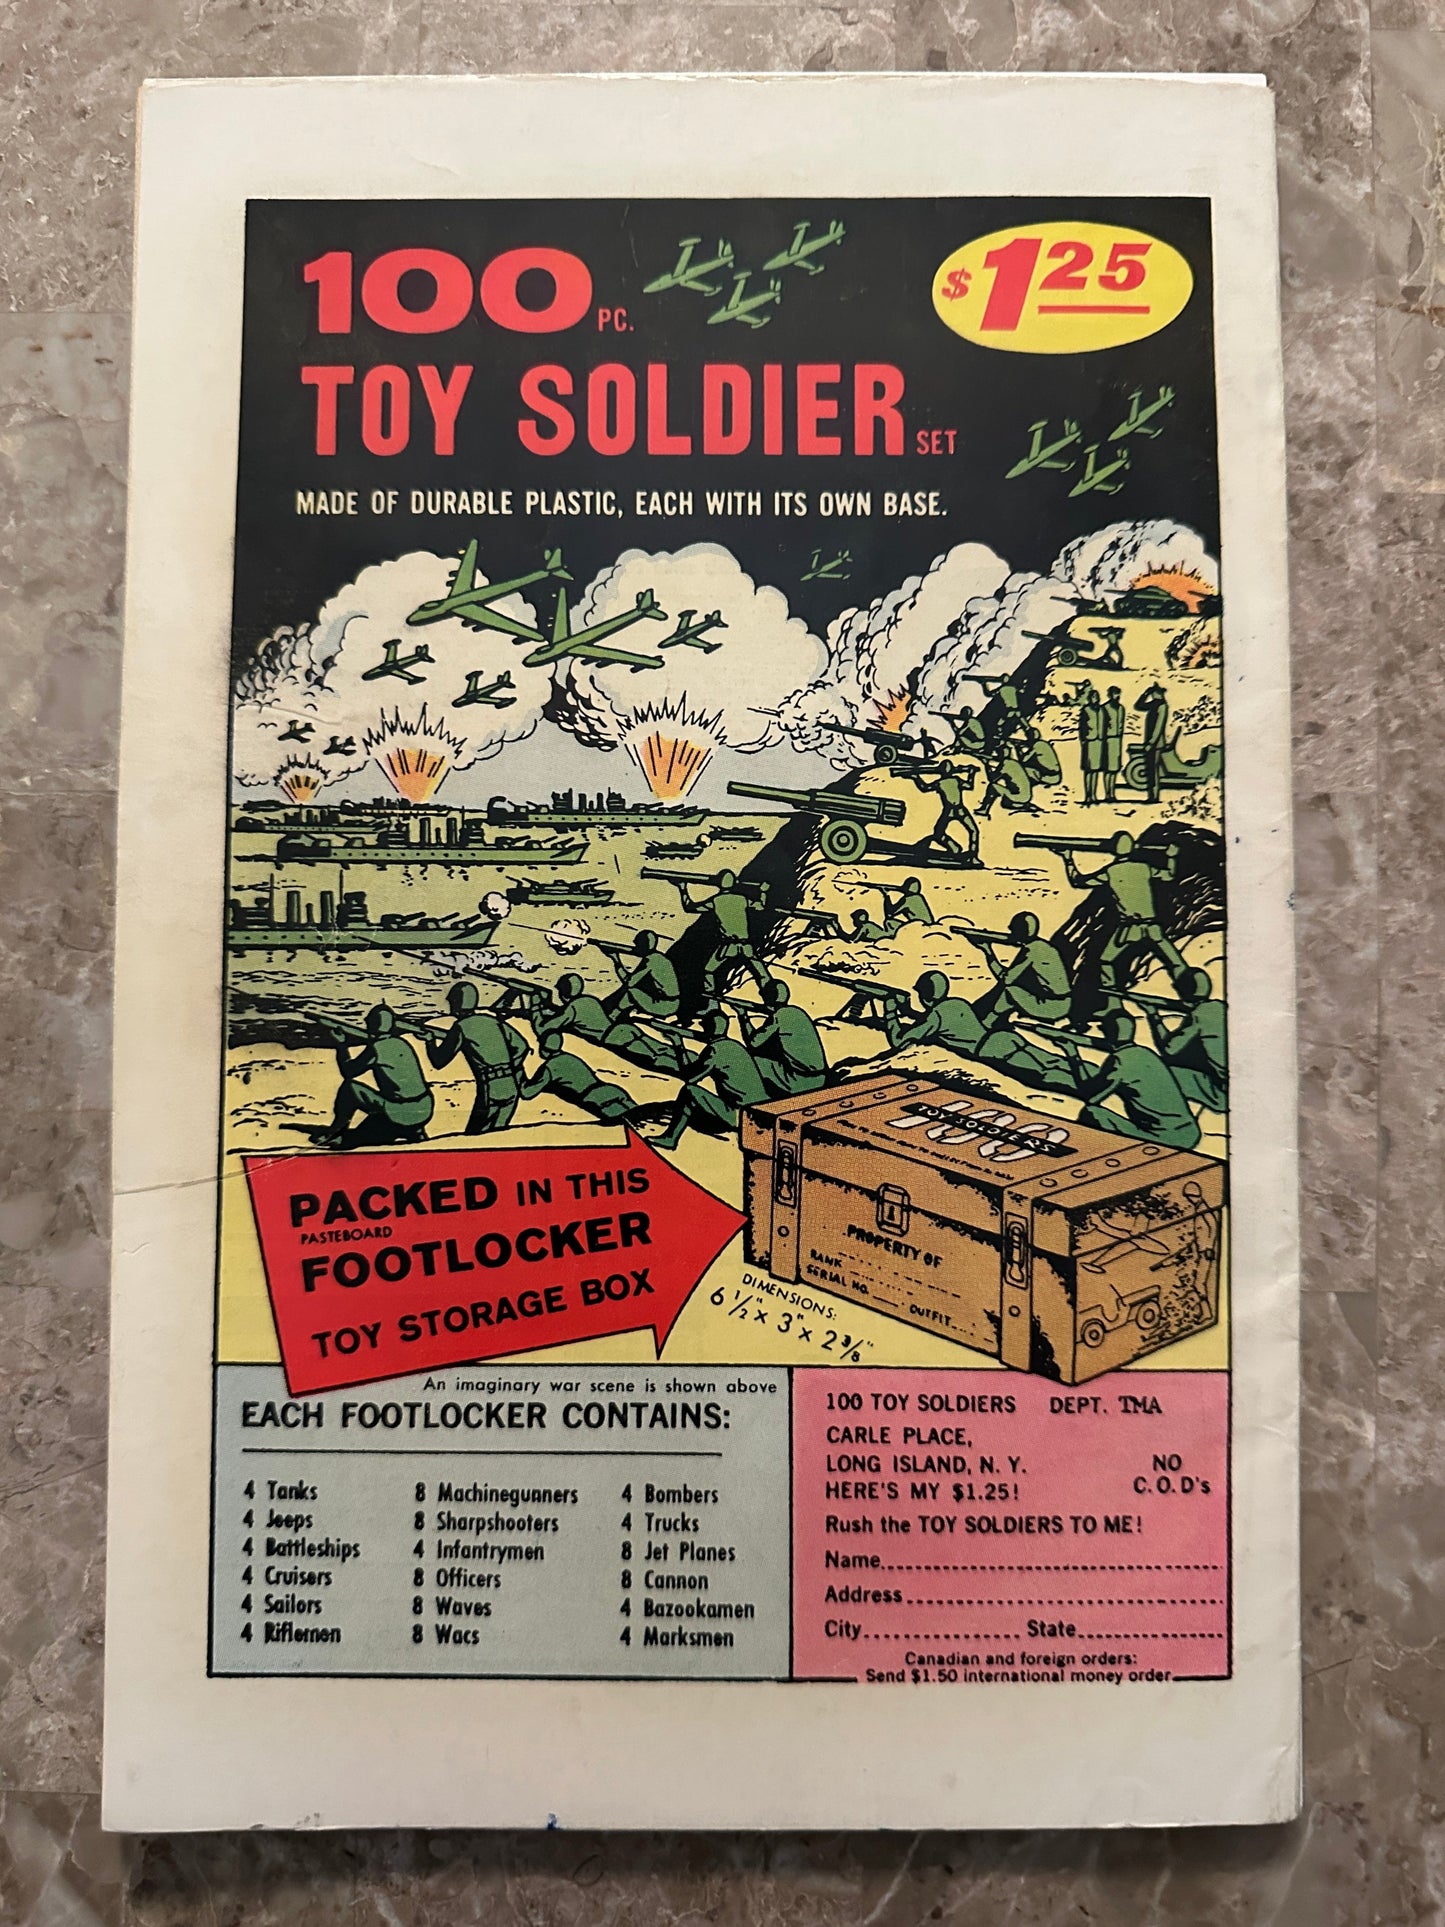 100 PC.
$1.25
TOY SOLDIER SET
MADE OF DURABLE PLASTIC, EACH WITH ITS OWN BASE.
PACKED IN THIS
PASTEBOARD
FOOTLOCKER
TOY STORAGE BOX
100
TOY SOLDIERS
PROPERTY OF
RANK
SERIAL NO.
OUTFIT
DIMENSIONS:
6 1/2" x 3" x 2 3/8"
An imaginary war scene is shown above
EACH FOOTLOCKER CONTAINS:
4 Tanks
4 Jeeps
4 Battleships
4 Cruisers
4 Sailors
4 Riflemen
8 Machinegunners
8 Sharpshooters
4 Infantrymen
8 Officers
8 Waves
8 Wacs
4 Bombers
4 Trucks
8 Jet Planes
8 Cannon
4 Bazookamen
4 Marksmen
100 TOY SOLDIERS DEPT. TMA
CARLE PLACE,
LONG ISLAND, N. Y.
HERE'S MY $1.25!
NO
C.O.D's
Rush the TOY SOLDIERS TO ME!
Name
Address
City State
Canadian and foreign orders:
Send $1.50 international money order